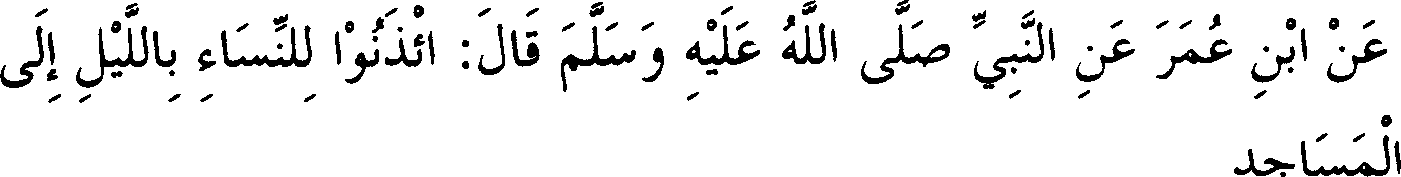 عَنْ ابْنِ عُمَرَ عَنِ النَّبِيِّ صَلَّى اللَّهُ عَلَيْهِ وَسَلَّمَ قَالَ: ائْذَنُوْا لِلنِّسَاءِ بِاللَّيْلِ إِلَى
الْمَسَاجِد